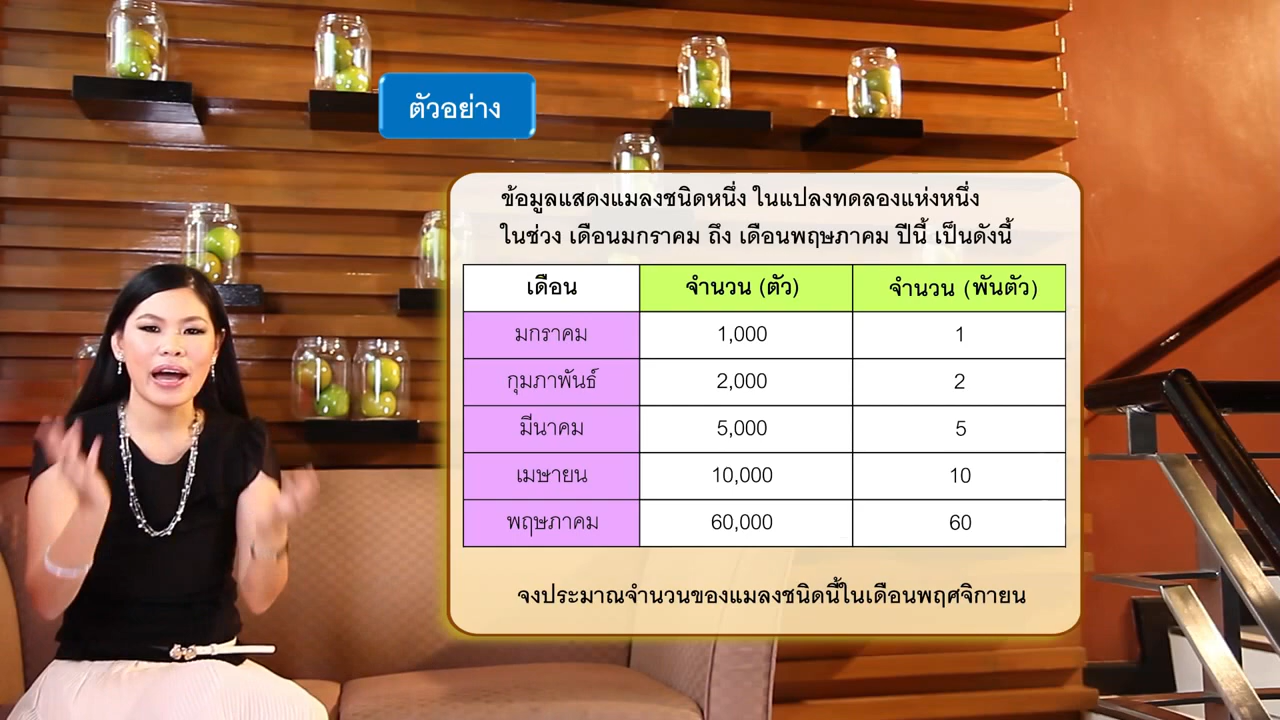 ตัวอย่าง
ข้อมูลแสดงแมลงชนิดหนึ่ง ในแปลงทดลองแห่งหนึ่ง
ในช่วง เดือนมกราคม ถึง เดือนพฤษภาคม ปีนี้ เป็นดังนี้
เดือน จำนวน (ตัว) จำนวน (พันตัว)
มกราคม 1,000 1
กุมภาพันธ์ 2,000 2
มีนาคม 5,000 5
เมษายน 10,000 10
พฤษภาคม 60,000 60
จงประมาณจำนวนของแมลงชนิดนี้ในเดือนพฤศจิกายน